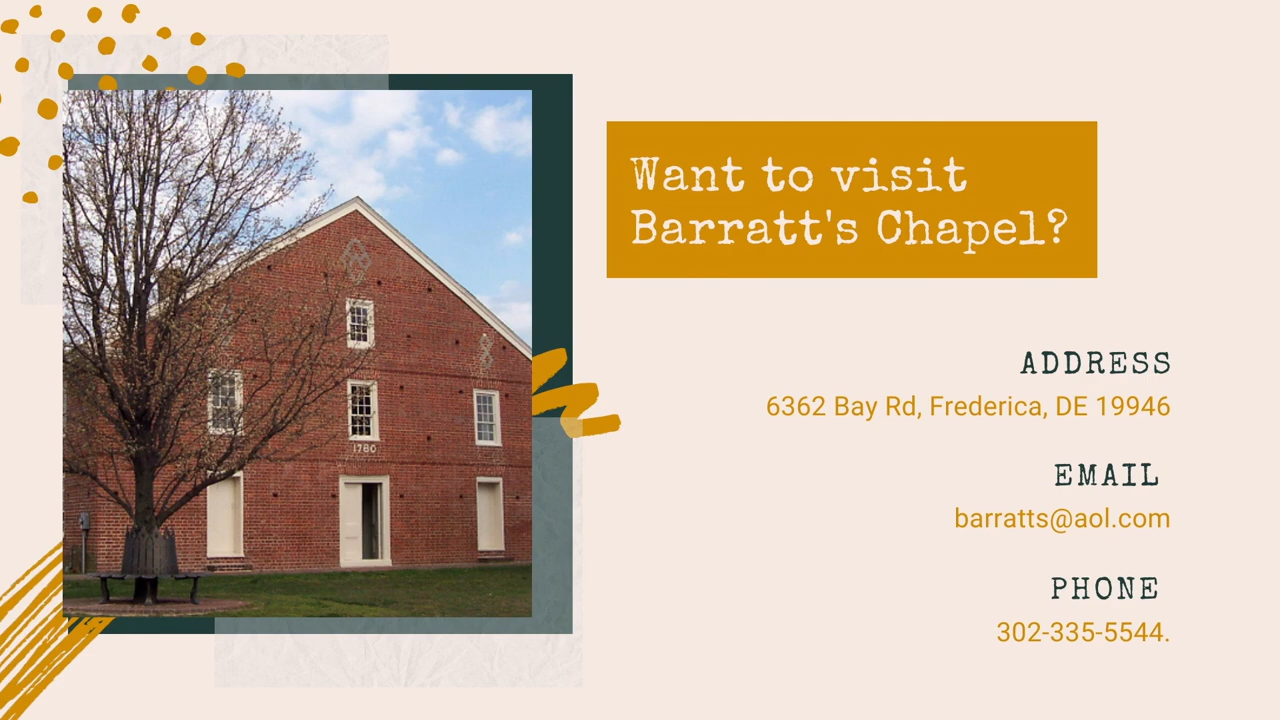 Want to visit
Barratt's Chapel?
1780
ADDRESS
6362 Bay Rd, Frederica, DE 19946
EMAIL
barratts@aol.com
PHONE
302-335-5544.